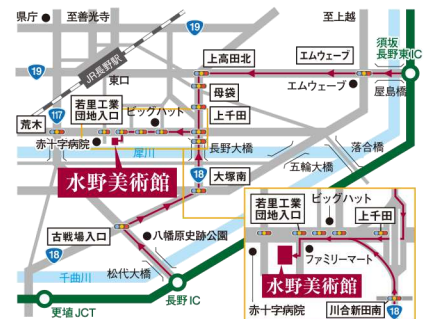 県庁
至善光寺
至上越
JR長野駅
東口
19
18
19
上高田北
エムウェーブ
須坂
長野東IC
母袋
エムウェーブ
屋島橋
117
若里工業
団地入口
ビッグハット
上千田
荒木
赤十字病院
犀川
長野大橋
落合橋
五輪大橋
水野美術館
18
大塚南
古戦場入口
八幡原史跡公園
18
千曲川
松代大橋
更埴JCT
長野IC
若里工業
団地入口
ビッグハット
上千田
ファミリーマート
水野美術館
赤十字病院
川合新田南
18